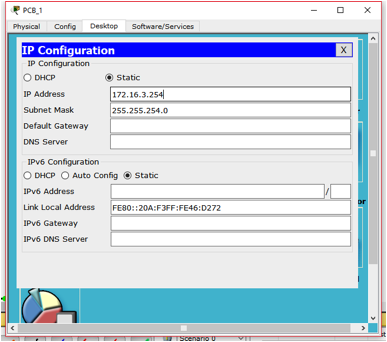 PCB_1
Physical Config Desktop Software/Services
IP Configuration X
IP Configuration
DHCP Static
IP Address 172.16.3.254
Subnet Mask 255.255.254.0
Default Gateway
DNS Server
IPv6 Configuration
DHCP Auto Config Static
IPv6 Address /
Link Local Address FE80::20A:F3FF:FE46:D272
IPv6 Gateway
IPv6 DNS Server
or
Scenario 0